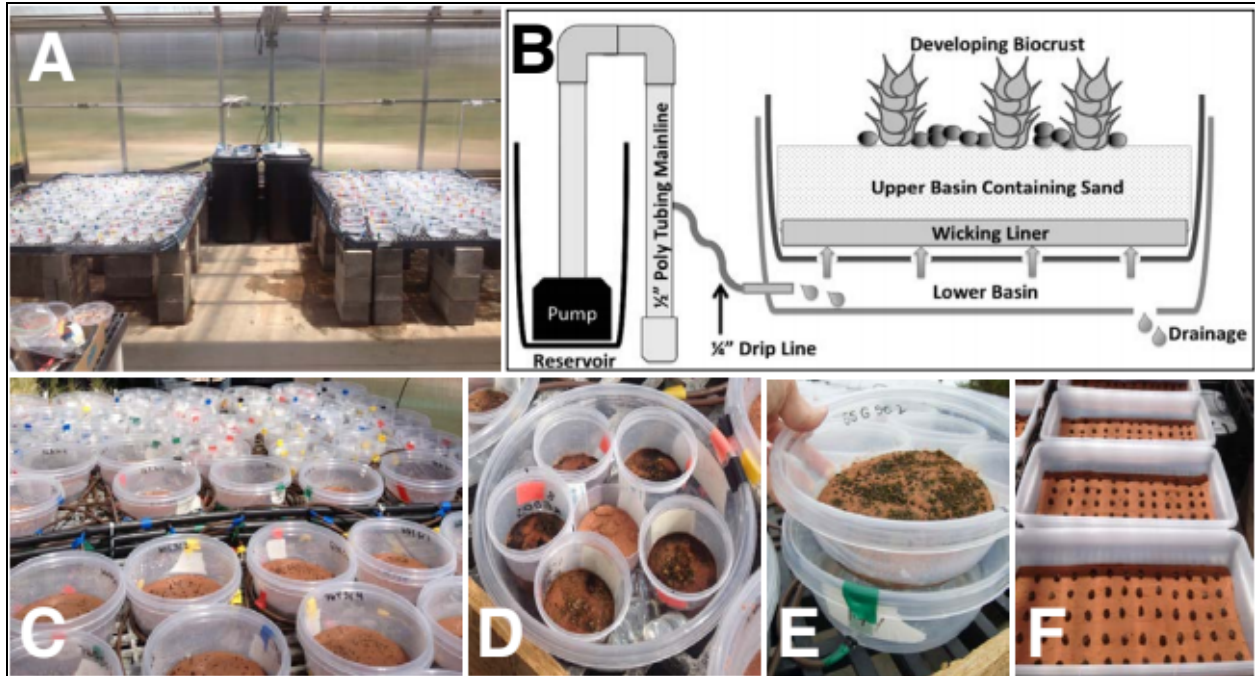 A
B
Developing Biocrust
½" Poly Tubing Mainline
Upper Basin Containing Sand
Wicking Liner
Lower Basin
Pump
Reservoir
¼" Drip Line
Drainage
C
D
E
F